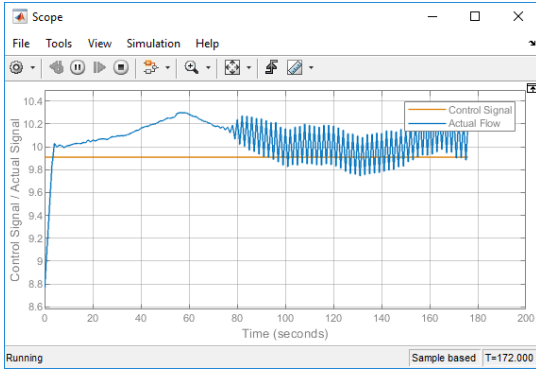 Scope
File Tools View Simulation Help
Control Signal / Actual Signal
10.4
10.2
10
9.8
9.6
9.4
9.2
9
8.8
8.6
Control Signal
Actual Flow
0 20 40 60 80 100 120 140 160 180 200
Time (seconds)
Running Sample based T=172.000